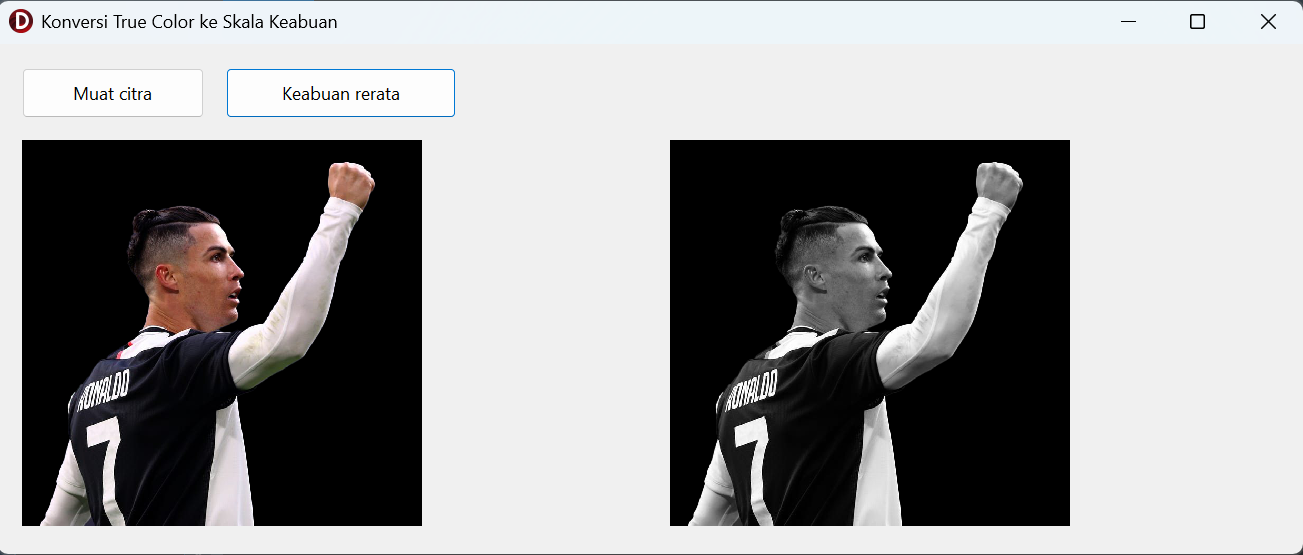 D Konversi True Color ke Skala Keabuan
Muat citra
Keabuan rerata
RONALDO
7
RONALDO
7